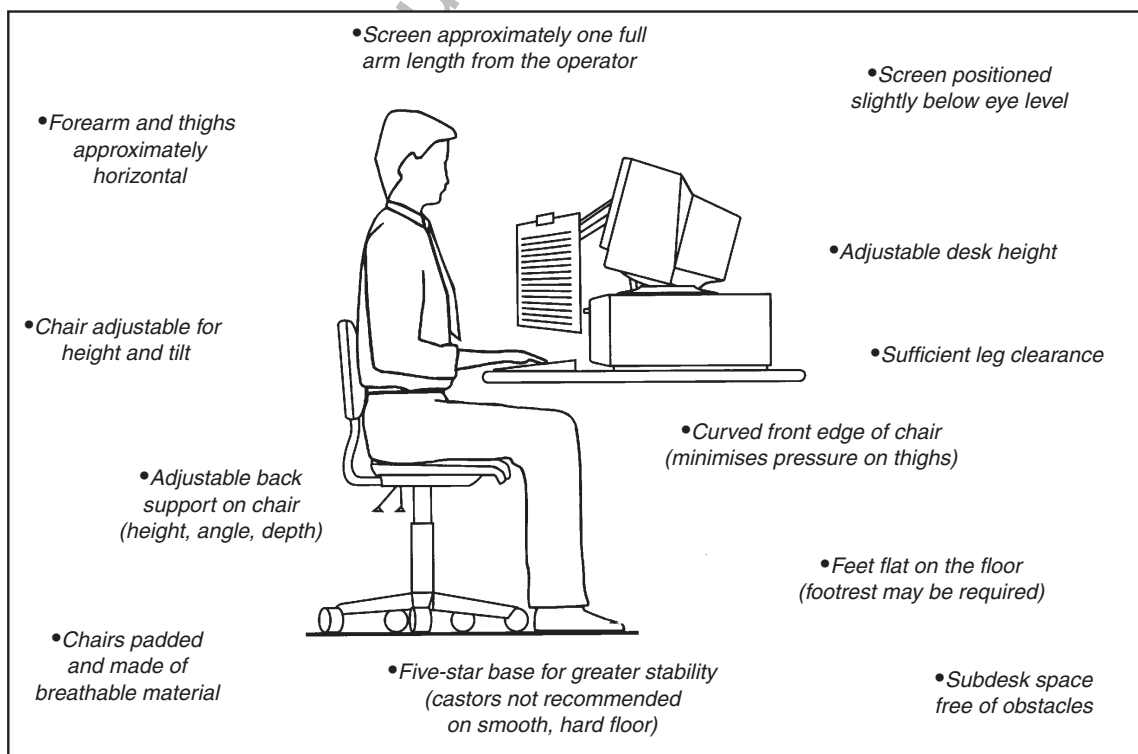 •Screen approximately one full
arm length from the operator
•Screen positioned
slightly below eye level
•Forearm and thighs
approximately
horizontal
•Adjustable desk height
•Chair adjustable for
height and tilt
•Sufficient leg clearance
•Curved front edge of chair
(minimises pressure on thighs)
•Adjustable back
support on chair
(height, angle, depth)
•Feet flat on the floor
(footrest may be required)
•Chairs padded
and made of
breathable material
•Five-star base for greater stability
(castors not recommended
on smooth, hard floor)
•Subdesk space
free of obstacles